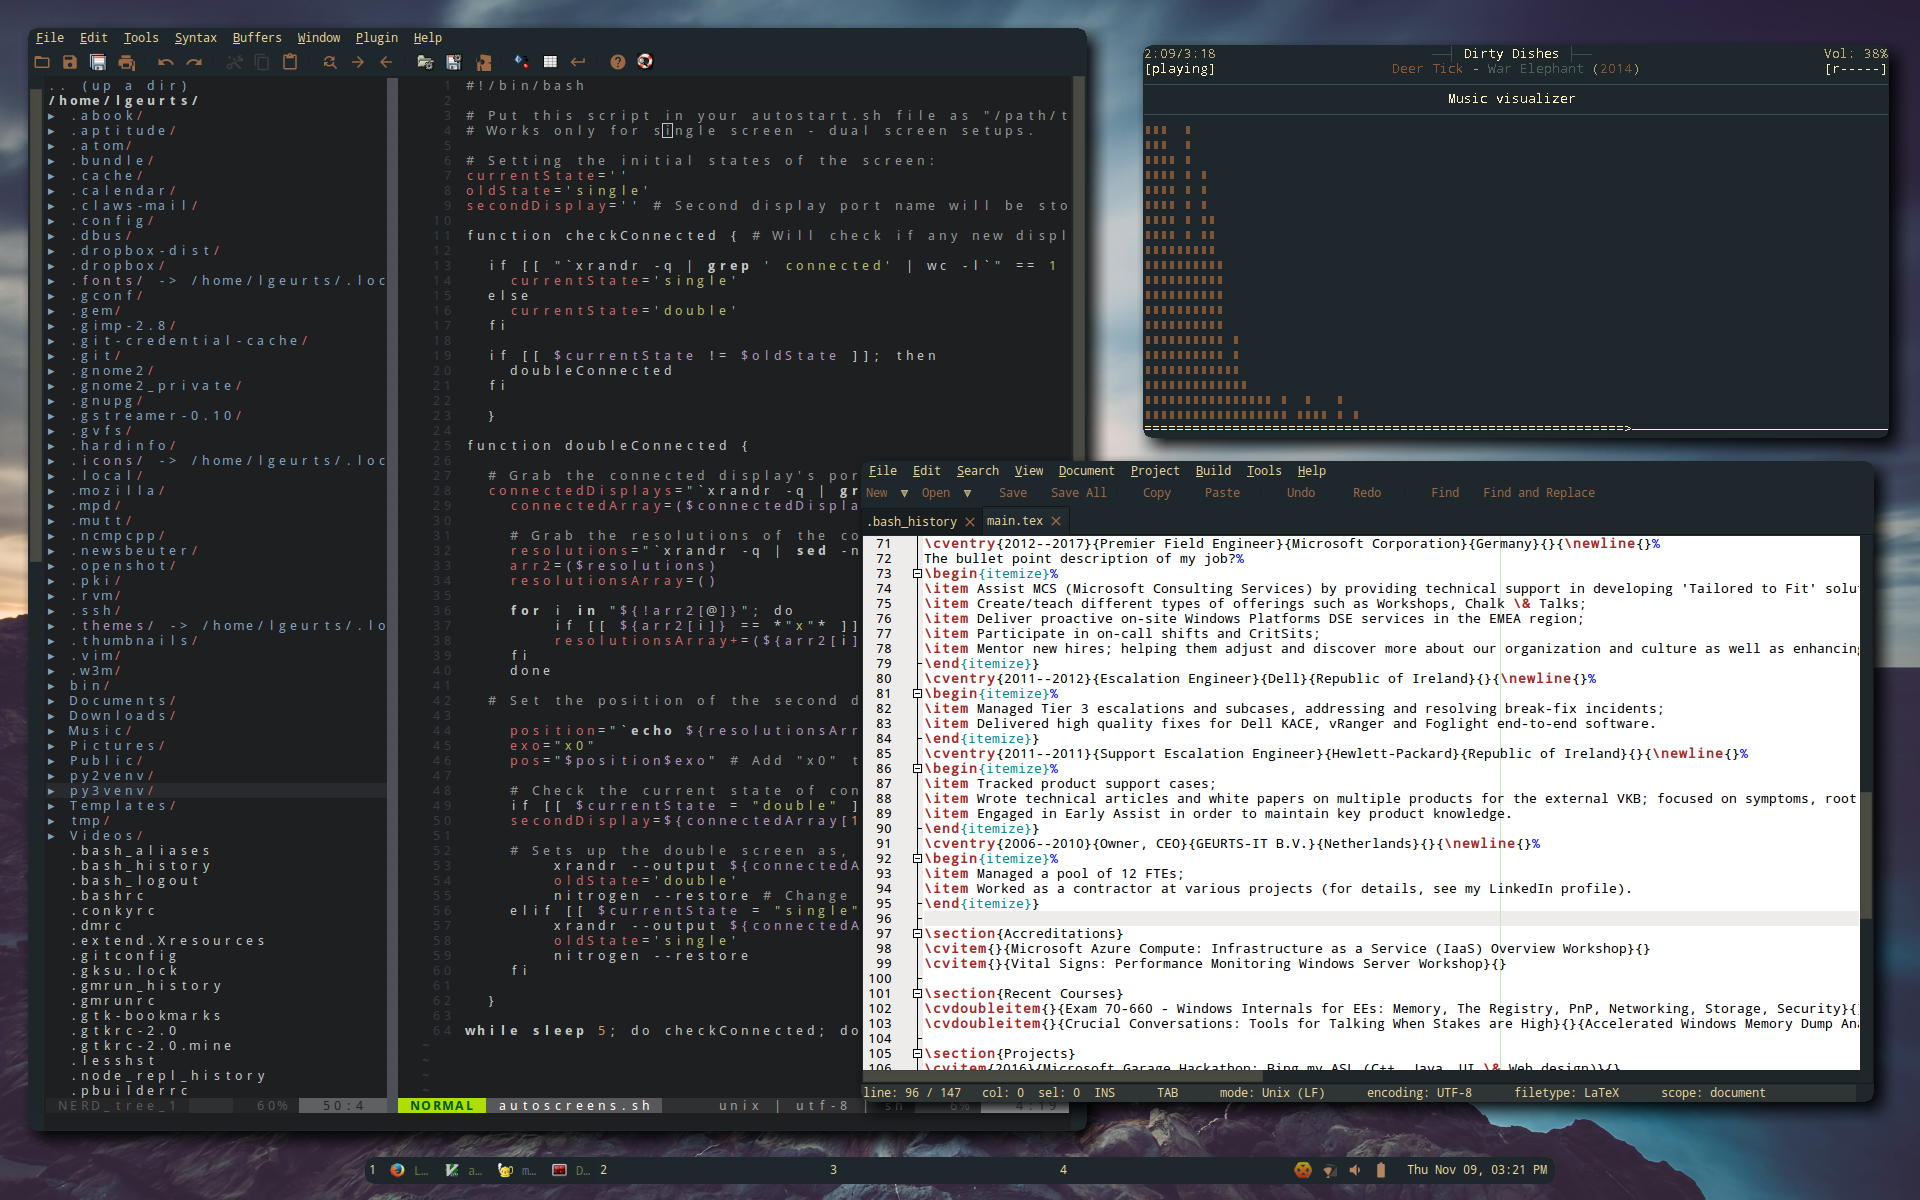 File Edit Tools Syntax Buffers Window Plugin Help
.. (up a dir)
/home/lgeurts/
▸ .abook/
▸ .aptitude/
▸ .atom/
▸ .bundle/
▸ .cache/
▸ .calendar/
▸ .claws-mail/
▸ .config/
▸ .dbus/
▸ .dropbox-dist/
▸ .dropbox/
▸ .fonts/ -> /home/lgeurts/.loc
▸ .gconf/
▸ .gem/
▸ .gimp-2.8/
▸ .git-credential-cache/
▸ .git/
▸ .gnome2/
▸ .gnome2_private/
▸ .gnupg/
▸ .gstreamer-0.10/
▸ .gvfs/
▸ .hardinfo/
▸ .icons/ -> /home/lgeurts/.loc
▸ .local/
▸ .mozilla/
▸ .mpd/
▸ .mutt/
▸ .ncmpcpp/
▸ .newsbeuter/
▸ .openshot/
▸ .pki/
▸ .rvm/
▸ .ssh/
▸ .themes/ -> /home/lgeurts/.lo
▸ .thumbnails/
▸ .vim/
▸ .w3m/
▸ bin/
▸ Documents/
▸ Downloads/
▸ Music/
▸ Pictures/
▸ Public/
▸ py2venv/
▸ py3venv/
▸ Templates/
▸ tmp/
▸ Videos/
.bash_aliases
.bash_history
.bash_logout
.bashrc
.conkyrc
.dmrc
.extend.Xresources
.gitconfig
.gksu.lock
.gmrun_history
.gmrunrc
.gtk-bookmarks
.gtkrc-2.0
.gtkrc-2.0.mine
.lesshst
.node_repl_history
.pbuilderrc
NERD_tree_1 60% 50:4
1 #!/bin/bash
2
3 # Put this script in your autostart.sh file as "/path/t
4 # Works only for single screen - dual screen setups.
5
6 # Setting the initial states of the screen:
7 currentState=''
8 oldState='single'
9 secondDisplay='' # Second display port name will be sto
10
11 function checkConnected { # Will check if any new displ
12
13 if [[ "`xrandr -q | grep ' connected' | wc -l`" == 1
14 currentState='single'
15 else
16 currentState='double'
17 fi
18
19 if [[ $currentState != $oldState ]]; then
20 doubleConnected
21 fi
22
23 }
24
25 function doubleConnected {
26
27 # Grab the connected display's por
28 connectedDisplays="`xrandr -q | gr
29 connectedArray=($connectedDispla
30
31 # Grab the resolutions of the co
32 resolutions="`xrandr -q | sed -n
33 arr2=($resolutions)
34 resolutionsArray=()
35
36 for i in "${!arr2[@]}"; do
37 if [[ ${arr2[i]} == *"x"* ]]
38 resolutionsArray+=(${arr2[i]
39 fi
40 done
41
42 # Set the position of the second d
43
44 position="`echo ${resolutionsArr
45 exo="x0"
46 pos="$position$exo" # Add "x0" t
47
48 # Check the current state of con
49 if [[ $currentState = "double" ]
50 secondDisplay=${connectedArray[1
51
52 # Sets up the double screen as,
53 xrandr --output ${connectedA
54 oldState='double'
55 nitrogen --restore # Change
56 elif [[ $currentState = "single"
57 xrandr --output ${connectedA
58 oldState='single'
59 nitrogen --restore
60 fi
61
62 }
63
64 while sleep 5; do checkConnected; do
~
~
~
~
NORMAL autoscreens.sh unix | utf-8 | sh 6% 4:19
2:09/3:18 Dirty Dishes Vol: 38%
[playing] Deer Tick - War Elephant (2014) [r-----]
Music visualizer
File Edit Search View Document Project Build Tools Help
New Open Save Save All Copy Paste Undo Redo Find Find and Replace
.bash_history main.tex
71 \cventry{2012--2017}{Premier Field Engineer}{Microsoft Corporation}{Germany}{}{\newline{}%
72 The bullet point description of my job?%
73 \begin{itemize}%
74 \item Assist MCS (Microsoft Consulting Services) by providing technical support in developing 'Tailored to Fit' solu
75 \item Create/teach different types of offerings such as Workshops, Chalk \& Talks;
76 \item Deliver proactive on-site Windows Platforms DSE services in the EMEA region;
77 \item Participate in on-call shifts and CritSits;
78 \item Mentor new hires; helping them adjust and discover more about our organization and culture as well as enhancing
79 \end{itemize}}
80 \cventry{2011--2012}{Escalation Engineer}{Dell}{Republic of Ireland}{}{\newline{}%
81 \begin{itemize}%
82 \item Managed Tier 3 escalations and subcases, addressing and resolving break-fix incidents;
83 \item Delivered high quality fixes for Dell KACE, vRanger and Foglight end-to-end software.
84 \end{itemize}}
85 \cventry{2011--2011}{Support Escalation Engineer}{Hewlett-Packard}{Republic of Ireland}{}{\newline{}%
86 \begin{itemize}%
87 \item Tracked product support cases;
88 \item Wrote technical articles and white papers on multiple products for the external VKB; focused on symptoms, root
89 \item Engaged in Early Assist in order to maintain key product knowledge.
90 \end{itemize}}
91 \cventry{2006--2010}{Owner, CEO}{GEURTS-IT B.V.}{Netherlands}{}{\newline{}%
92 \begin{itemize}%
93 \item Managed a pool of 12 FTEs;
94 \item Worked as a contractor at various projects (for details, see my LinkedIn profile).
95 \end{itemize}}
96
97 \section{Accreditations}
98 \cvitem{}{Microsoft Azure Compute: Infrastructure as a Service (IaaS) Overview Workshop}{}
99 \cvitem{}{Vital Signs: Performance Monitoring Windows Server Workshop}{}
100
101 \section{Recent Courses}
102 \cvdoubleitem{}{Exam 70-660 - Windows Internals for EEs: Memory, The Registry, PnP, Networking, Storage, Security}{
103 \cvdoubleitem{}{Crucial Conversations: Tools for Talking When Stakes are High}{}{Accelerated Windows Memory Dump An
104
105 \section{Projects}
106 \cvitem{2016}{Microsoft Garage Hackathon: Bing my ASL (C++, Java, UI \& Web design)}{}
line: 96 / 147 col: 0 sel: 0 INS TAB mode: Unix (LF) encoding: UTF-8 filetype: LaTeX scope: document
1 L... a... m... D... 2 3 4 Thu Nov 09, 03:21 PM